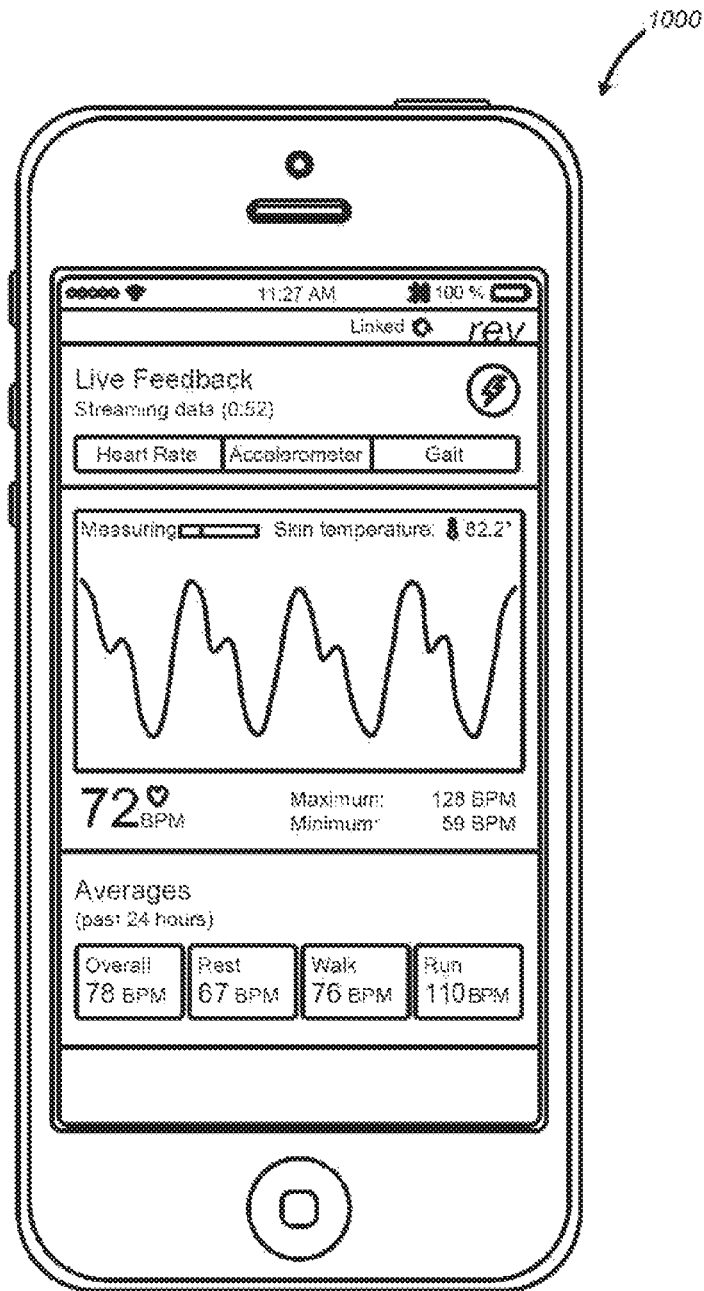 1000
11:27 AM 100 %
Linked rev
Live Feedback
Streaming data (0:52)
Heart Rate Accelerometer Gait
Measuring Skin temperature: 82.2°
72 BPM
Maximum: 128 BPM
Minimum: 59 BPM
Averages
(past 24 hours)
Overall Rest Walk Run
78 BPM 67 BPM 76 BPM 110 BPM